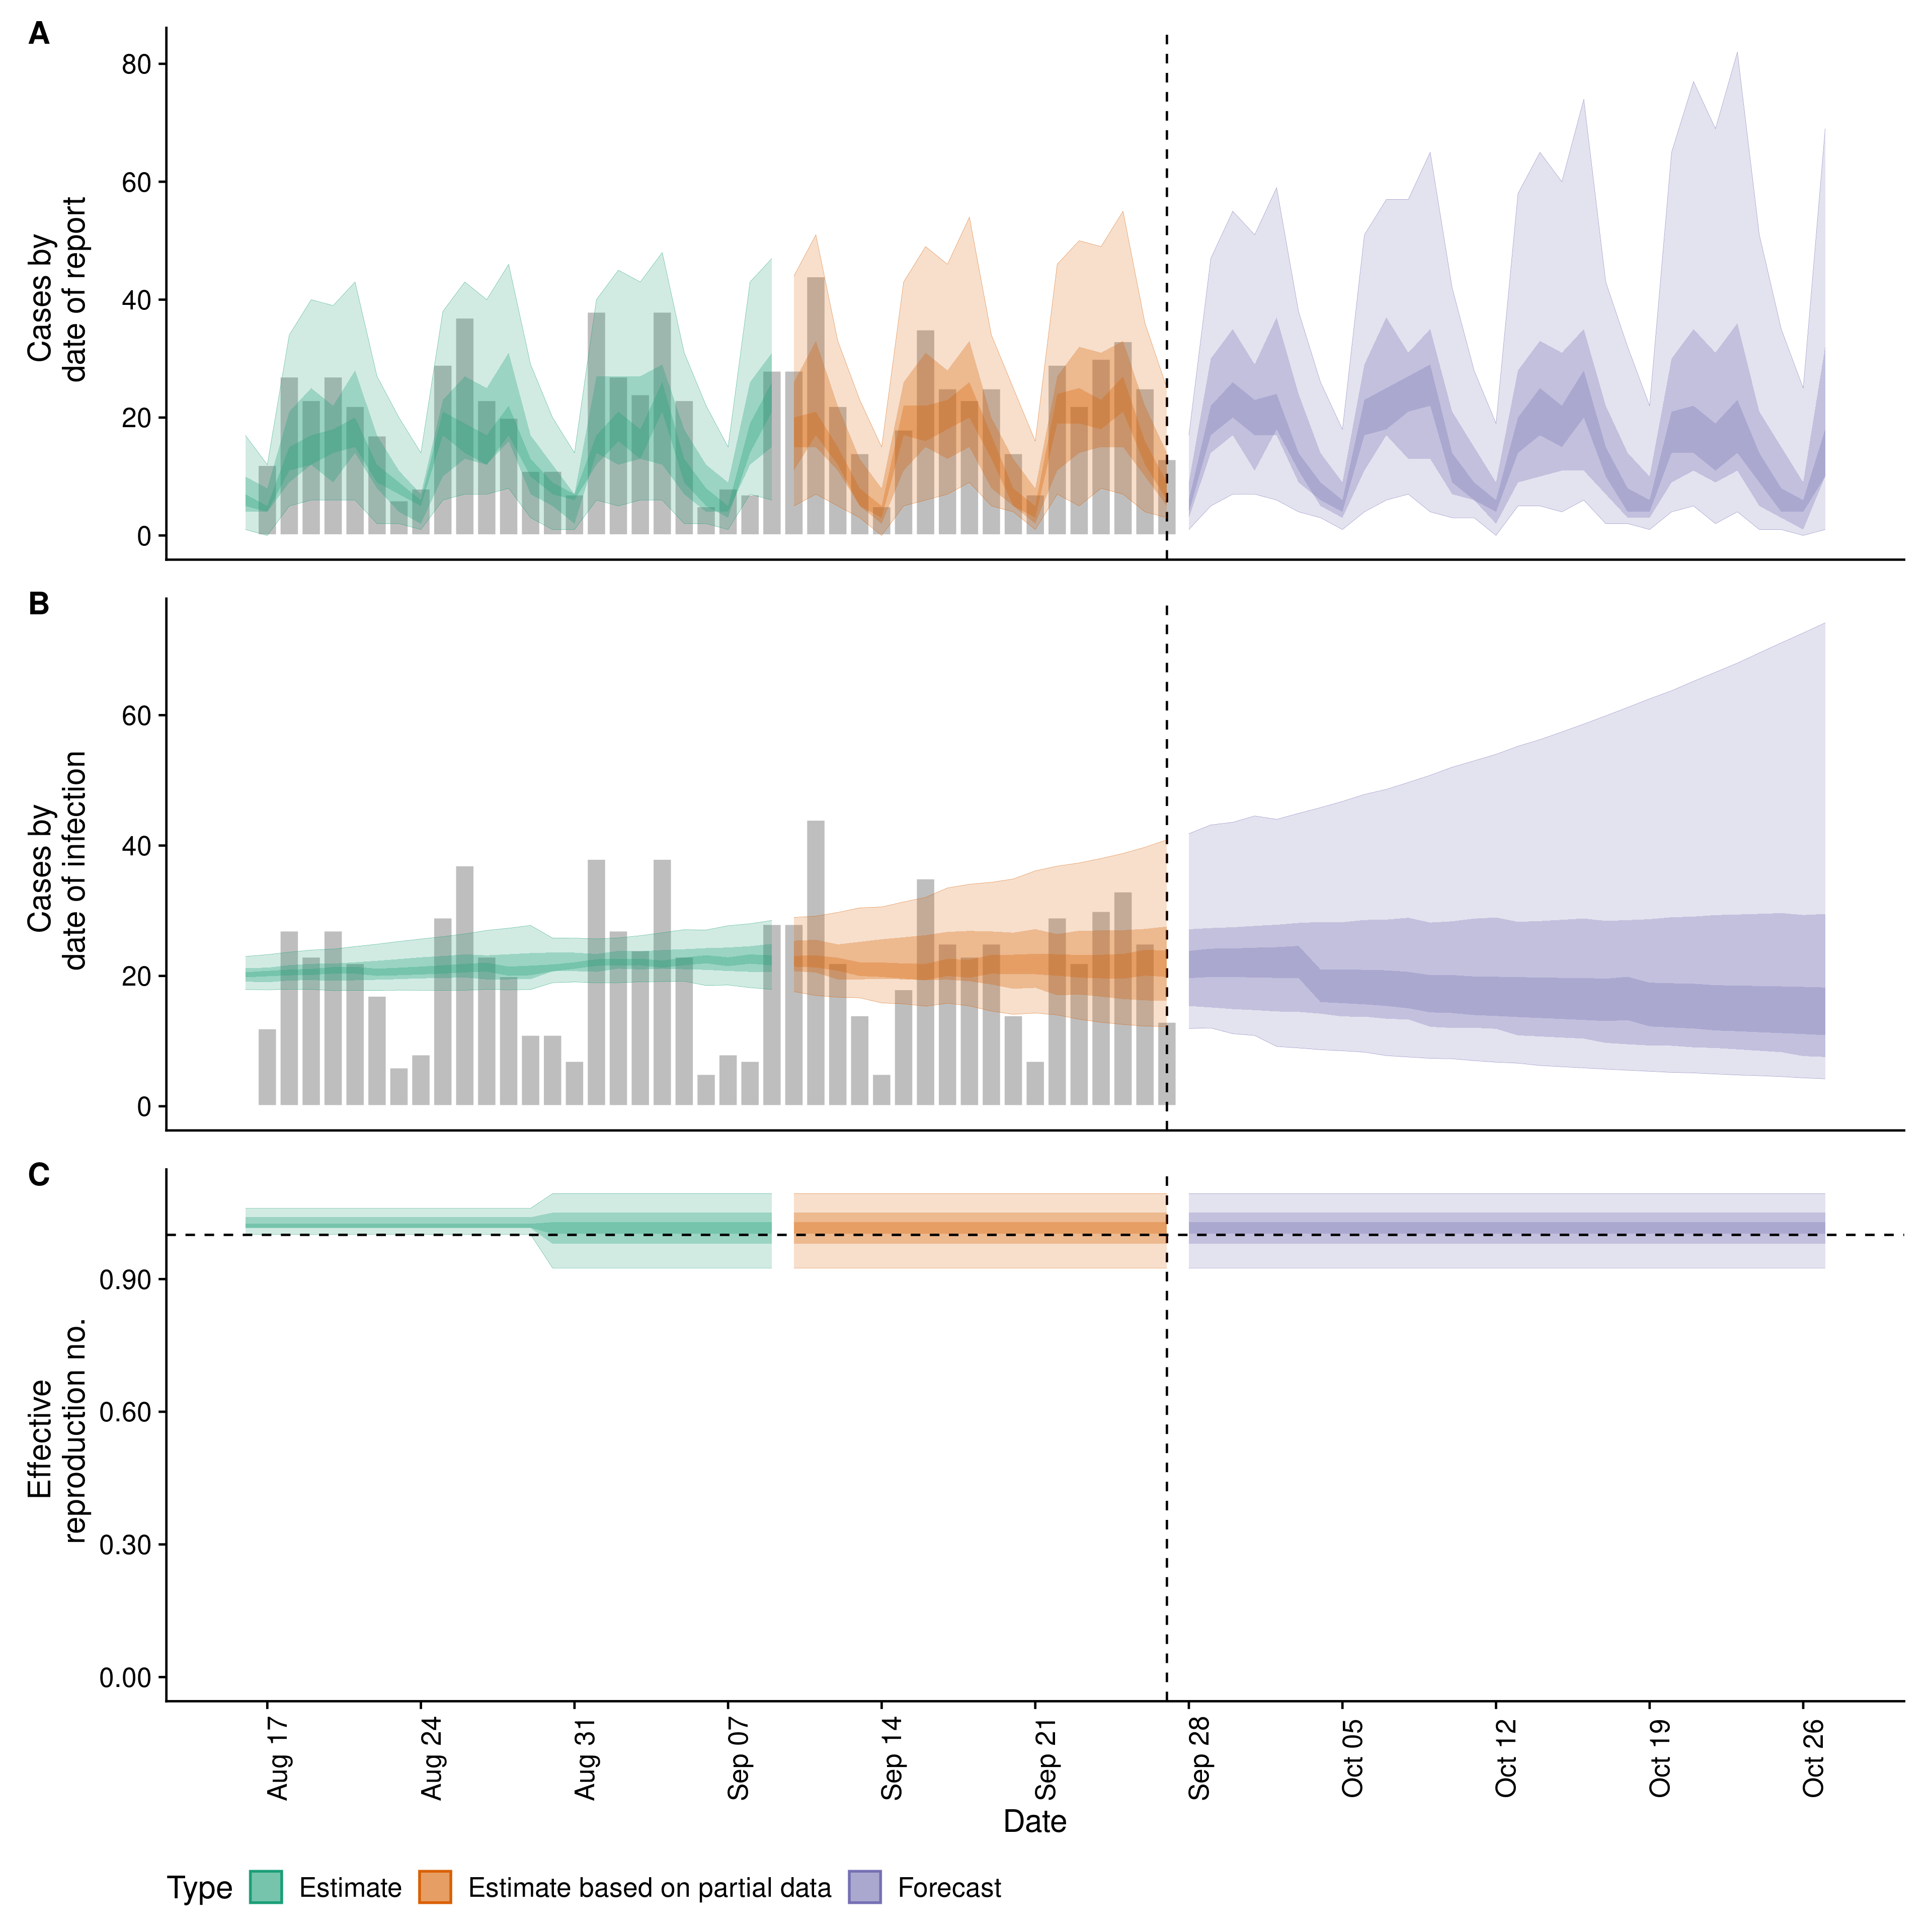 A
80
60
40
20
0
Cases by
date of report
B
60
40
20
0
Cases by
date of infection
C
0.90
0.60
0.30
0.00
Effective
reproduction no.
Aug 17
Aug 24
Aug 31
Sep 07
Sep 14
Sep 21
Sep 28
Oct 05
Oct 12
Oct 19
Oct 26
Date
Type Estimate Estimate based on partial data Forecast